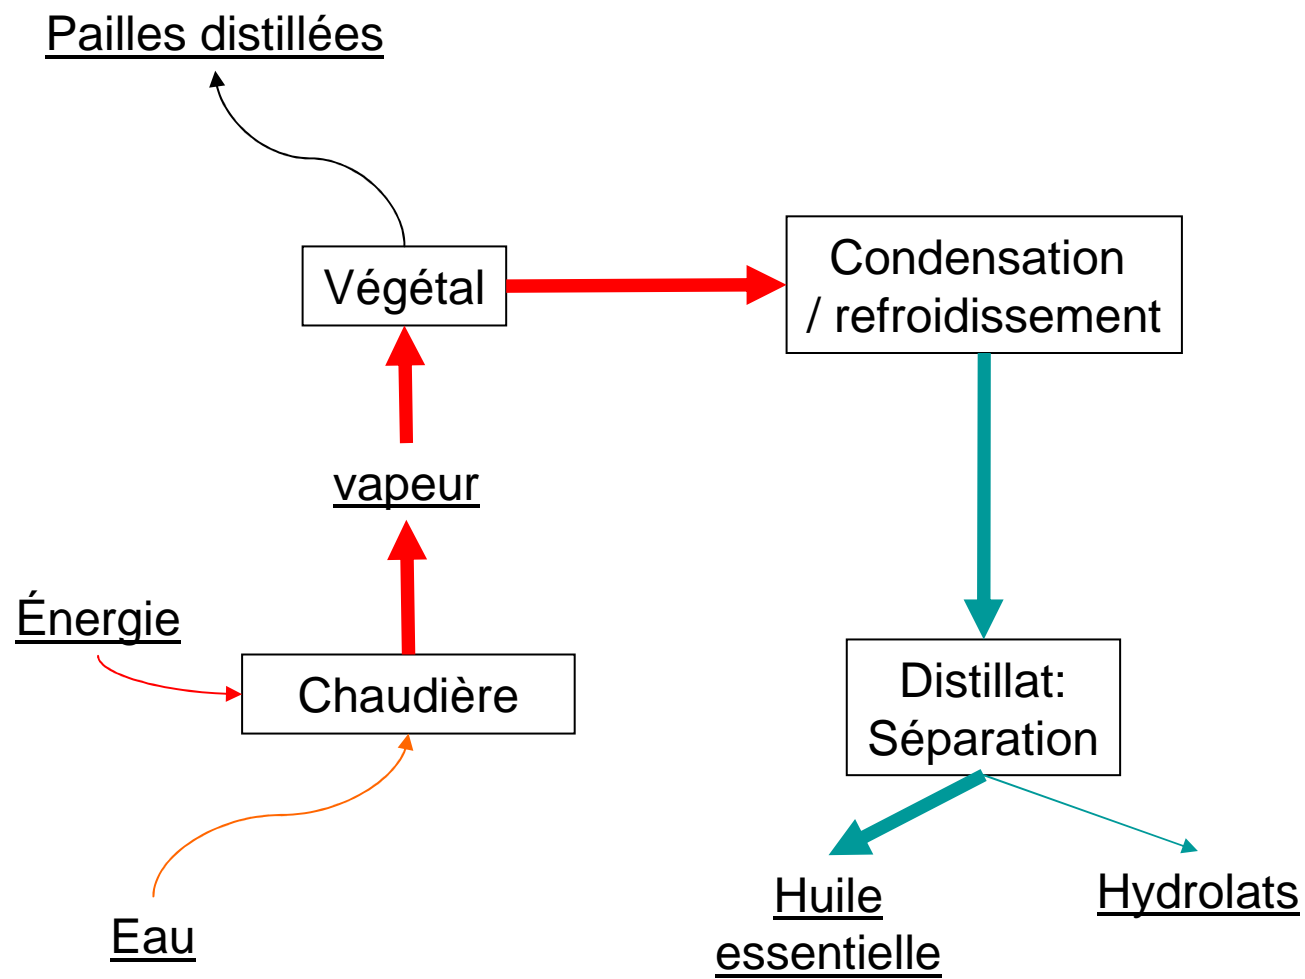 Pailles distillées
Végétal
Condensation
/ refroidissement
vapeur
Énergie
Chaudière
Distillat:
Séparation
Eau
Huile
essentielle
Hydrolats